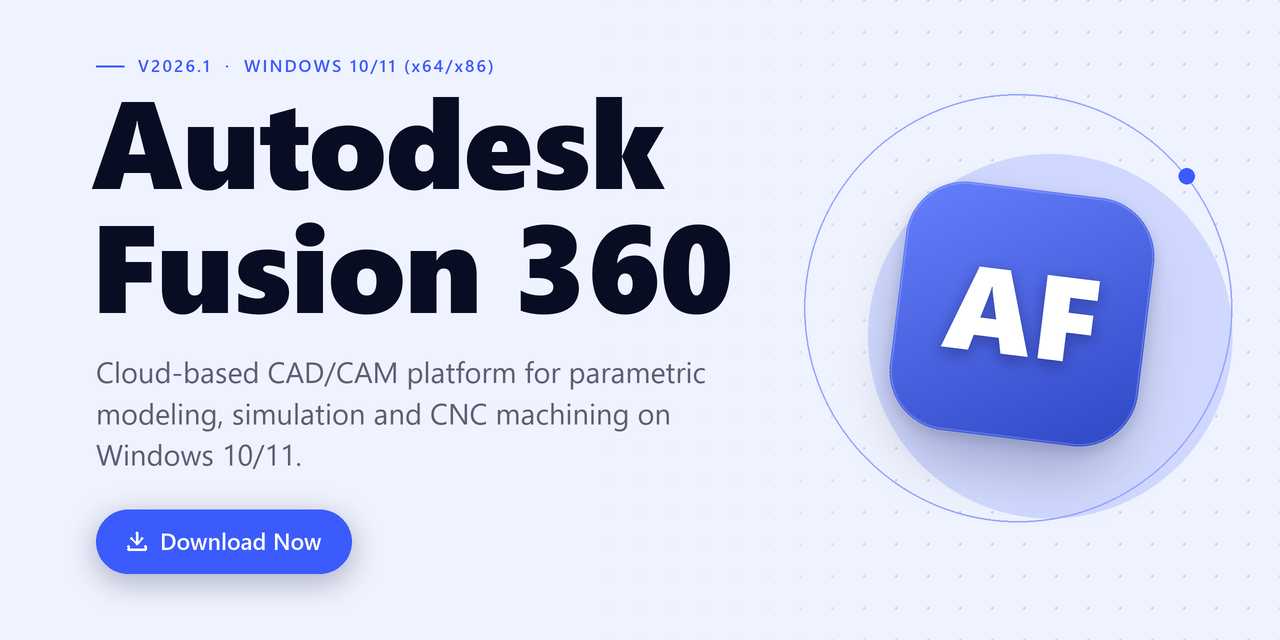 V2026.1 · WINDOWS 10/11 (x64/x86)
Autodesk
Fusion 360
Cloud-based CAD/CAM platform for parametric
modeling, simulation and CNC machining on
Windows 10/11.
Download Now
AF